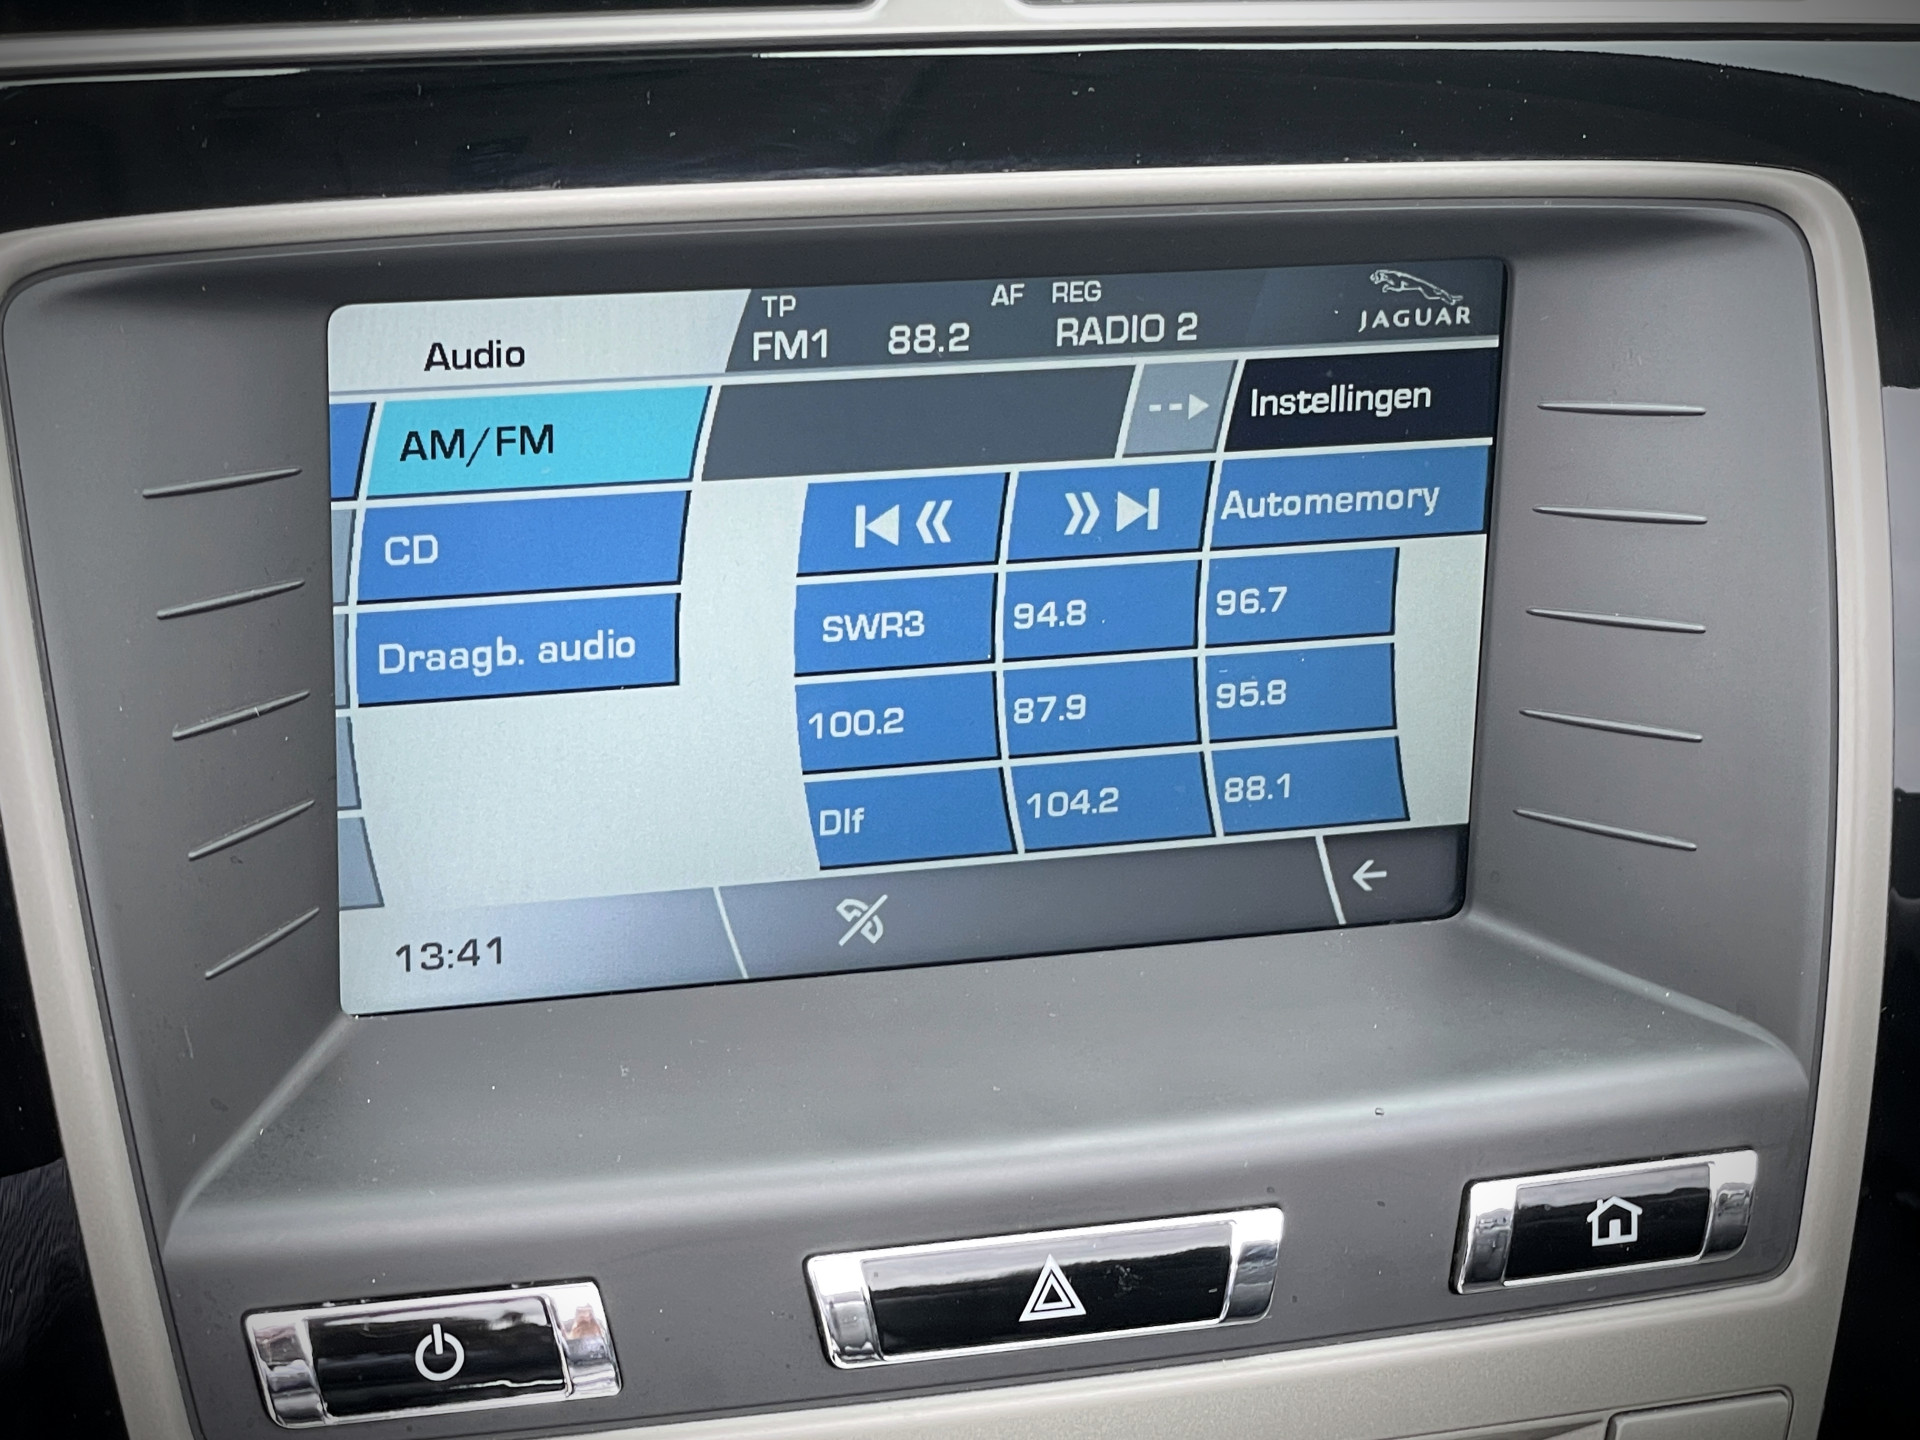 TP AF REG
Audio FM1 88.2 RADIO 2 JAGUAR
AM/FM Instellingen
CD Automemory
Draagb. audio SWR3 94.8 96.7
100.2 87.9 95.8
Dlf 104.2 88.1
13:41